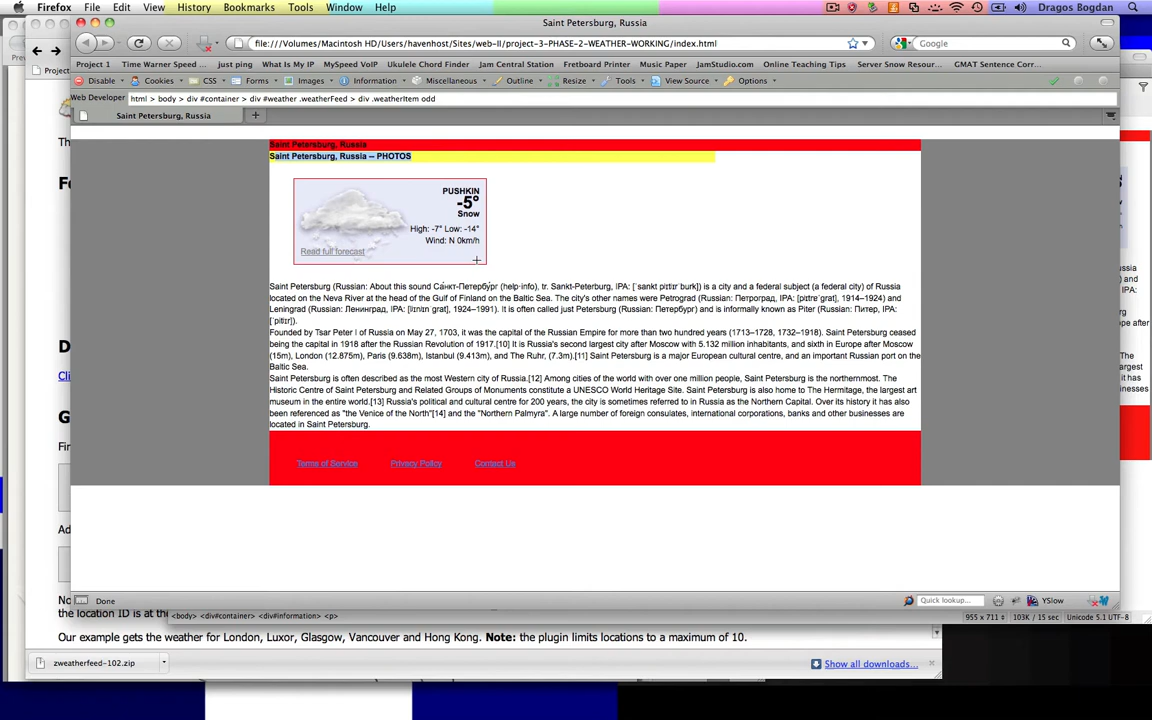 Firefox File Edit View History Bookmarks Tools Window Help Dragos Bogdan
Saint Petersburg, Russia
file:///Volumes/Macintosh HD/Users/havenhost/Sites/web-II/project-3-PHASE-2-WEATHER-WORKING/index.html Google
Project 1 Time Warner Speed ... just ping What Is My IP MySpeed VoIP Ukulele Chord Finder Jam Central Station Fretboard Printer Music Paper JamStudio.com Online Teaching Tips Server Snow Resour... GMAT Sentence Corr...
Disable Cookies CSS Forms Images Information Miscellaneous Outline Resize Tools View Source Options
Web Developer html > body > div #container > div #weather .weatherFeed > div .weatherItem odd
Saint Petersburg, Russia
Saint Petersburg, Russia
Saint Petersburg, Russia -- PHOTOS
PUSHKIN
-5°
Snow
High: -7° Low: -14°
Wind: N 0km/h
Read full forecast
Saint Petersburg (Russian: About this sound Са́нкт-Петербу́рг (help·info), tr. Sankt-Peterburg, IPA: [ˈsankt pʲɪtʲɪrˈburk]) is a city and a federal subject (a federal city) of Russia
located on the Neva River at the head of the Gulf of Finland on the Baltic Sea. The city's other names were Petrograd (Russian: Петроград, IPA: [pʲɪtrɐˈgrat], 1914–1924) and
Leningrad (Russian: Ленинград, IPA: [lʲɪnʲɪnˈgrat], 1924–1991). It is often called just Petersburg (Russian: Петербург) and is informally known as Piter (Russian: Питер, IPA:
[ˈpʲitʲɪr]).
Founded by Tsar Peter I of Russia on May 27, 1703, it was the capital of the Russian Empire for more than two hundred years (1713–1728, 1732–1918). Saint Petersburg ceased
being the capital in 1918 after the Russian Revolution of 1917.[10] It is Russia's second largest city after Moscow with 5.132 million inhabitants, and sixth in Europe after Moscow
(15m), London (12.875m), Paris (9.638m), Istanbul (9.413m), and The Ruhr, (7.3m).[11] Saint Petersburg is a major European cultural centre, and an important Russian port on the
Baltic Sea.
Saint Petersburg is often described as the most Western city of Russia.[12] Among cities of the world with over one million people, Saint Petersburg is the northernmost. The
Historic Centre of Saint Petersburg and Related Groups of Monuments constitute a UNESCO World Heritage Site. Saint Petersburg is also home to The Hermitage, the largest art
museum in the entire world.[13] Russia's political and cultural centre for 200 years, the city is sometimes referred to in Russia as the Northern Capital. Over its history it has also
been referenced as "the Venice of the North"[14] and the "Northern Palmyra". A large number of foreign consulates, international corporations, banks and other businesses are
located in Saint Petersburg.
Terms of Service Privacy Policy Contact Us
Done Quick lookup... YSlow
<body> <div#container> <div#information> <p> 955 x 711 103K / 15 sec Unicode 5.1 UTF-8
the location ID is at the
Our example gets the weather for London, Luxor, Glasgow, Vancouver and Hong Kong. Note: the plugin limits locations to a maximum of 10.
zweatherfeed-102.zip Show all downloads...